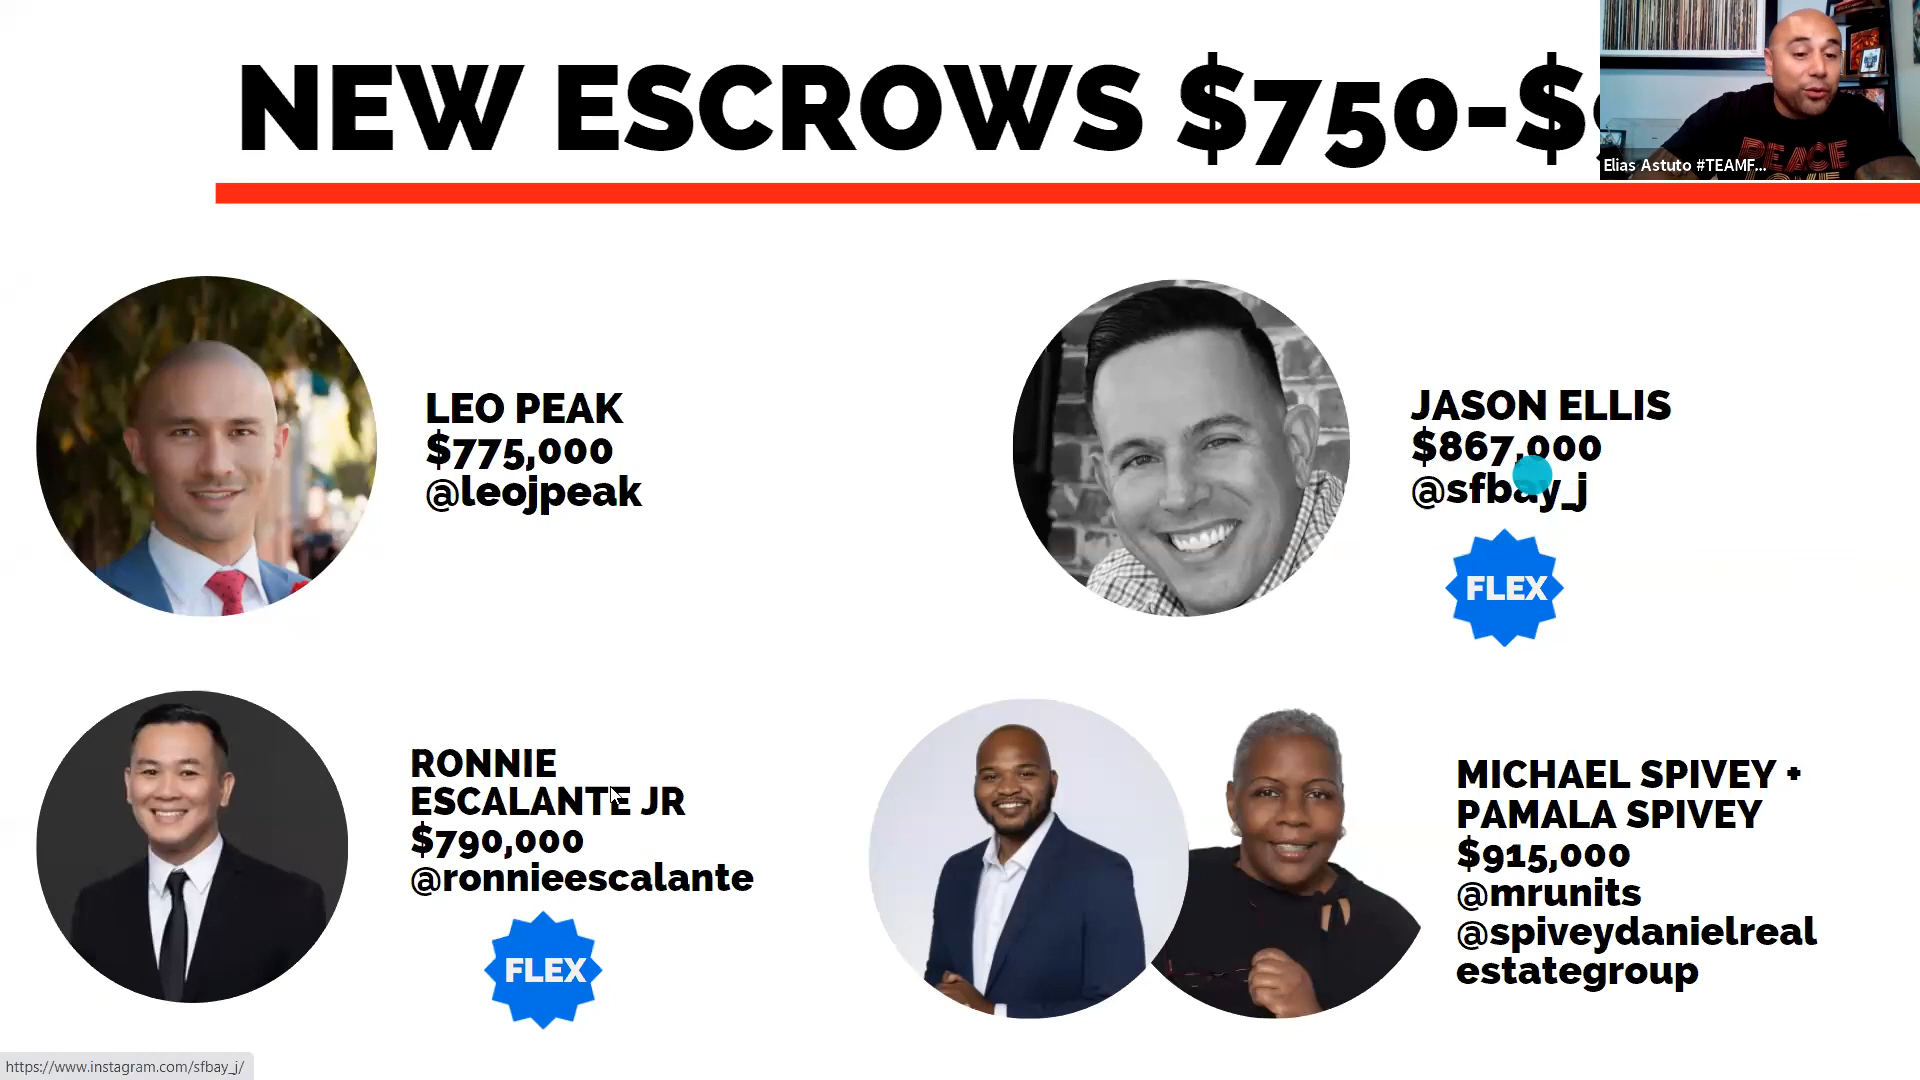 NEW ESCROWS $750-$
Elias Astuto #TEAMF...
PEACE
LEO PEAK
$775,000
@leojpeak
JASON ELLIS
$867,000
@sfbay_j
FLEX
RONNIE
ESCALANTE JR
$790,000
@ronnieescalante
FLEX
MICHAEL SPIVEY +
PAMALA SPIVEY
$915,000
@mrunits
@spiveydanielreal
estategroup
https://www.instagram.com/sfbay_j/